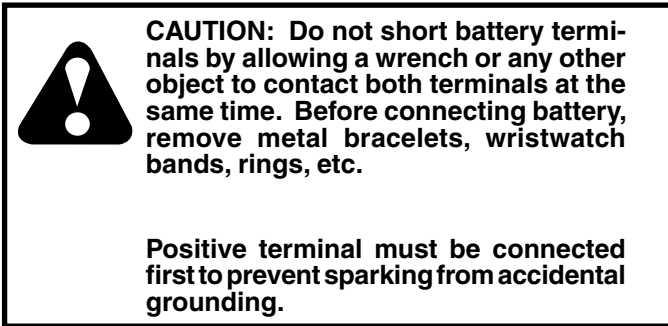 CAUTION: Do not short battery termi-
nals by allowing a wrench or any other
object to contact both terminals at the
same time. Before connecting battery,
remove metal bracelets, wristwatch
bands, rings, etc.
Positive terminal must be connected
first to prevent sparking from accidental
grounding.